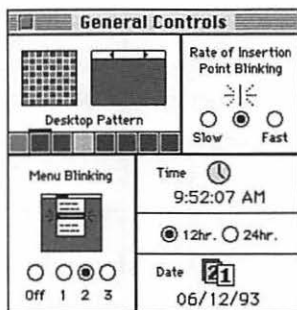 General Controls
Desktop Pattern
Rate of Insertion
Point Blinking
Slow Fast
Menu Blinking
Off 1 2 3
Time
9:52:07 AM
12hr. 24hr.
Date
21
06/12/93